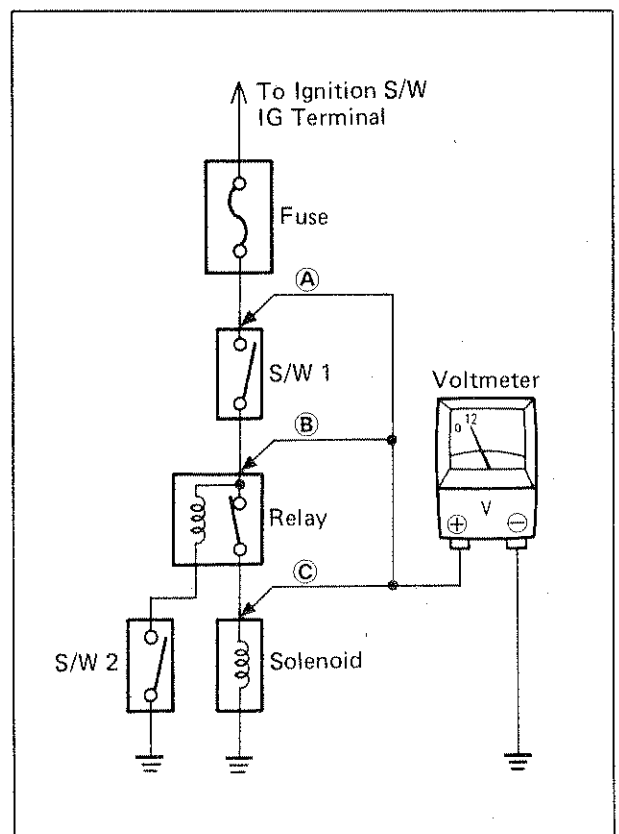 To Ignition S/W
IG Terminal
Fuse
A
S/W 1
Voltmeter
0 12
B
V
Relay
+ −
C
S/W 2
Solenoid